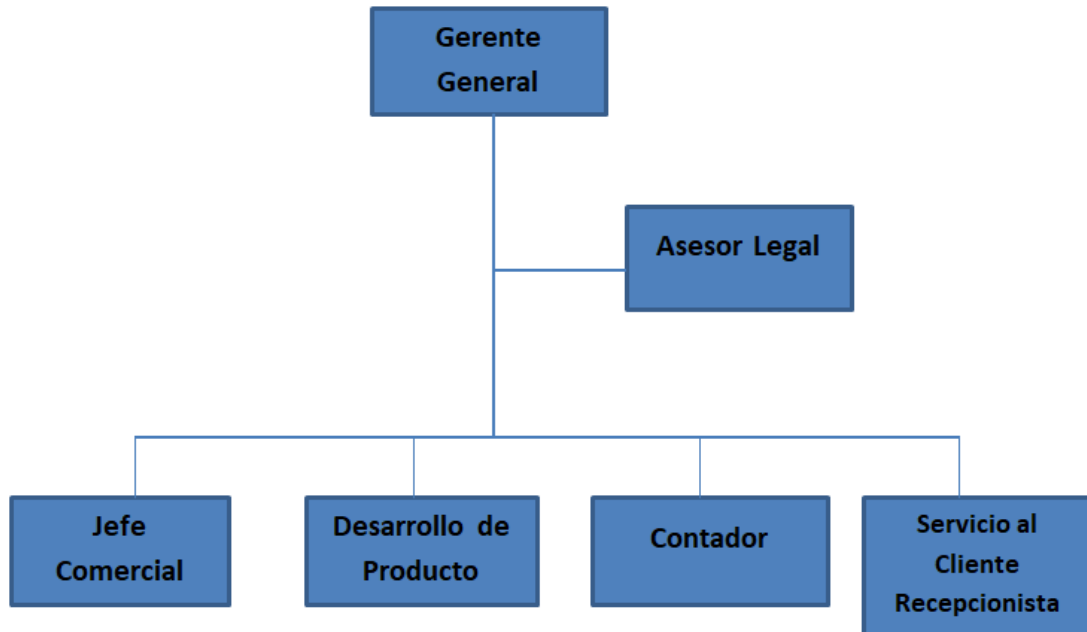 Gerente
General
Asesor Legal
Jefe
Comercial
Desarrollo de
Producto
Contador
Servicio al
Cliente
Recepcionista